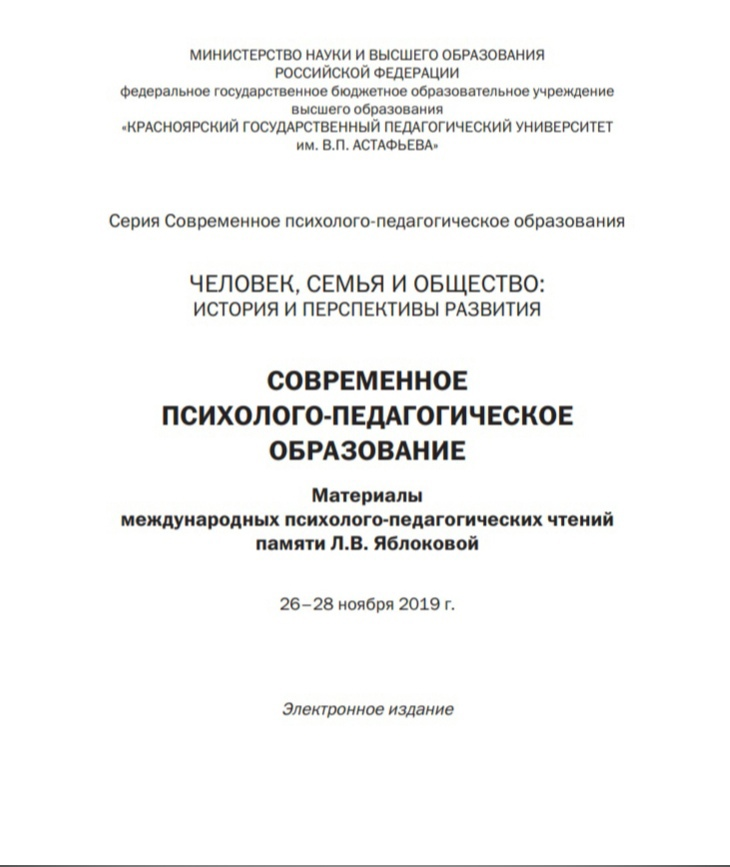 МИНИСТЕРСТВО НАУКИ И ВЫСШЕГО ОБРАЗОВАНИЯ
РОССИЙСКОЙ ФЕДЕРАЦИИ
федеральное государственное бюджетное образовательное учреждение
высшего образования
«КРАСНОЯРСКИЙ ГОСУДАРСТВЕННЫЙ ПЕДАГОГИЧЕСКИЙ УНИВЕРСИТЕТ
им. В.П. АСТАФЬЕВА»
Серия Современное психолого-педагогическое образования
ЧЕЛОВЕК, СЕМЬЯ И ОБЩЕСТВО:
ИСТОРИЯ И ПЕРСПЕКТИВЫ РАЗВИТИЯ
СОВРЕМЕННОЕ
ПСИХОЛОГО-ПЕДАГОГИЧЕСКОЕ
ОБРАЗОВАНИЕ
Материалы
международных психолого-педагогических чтений
памяти Л.В. Яблоковой
26–28 ноября 2019 г.
Электронное издание